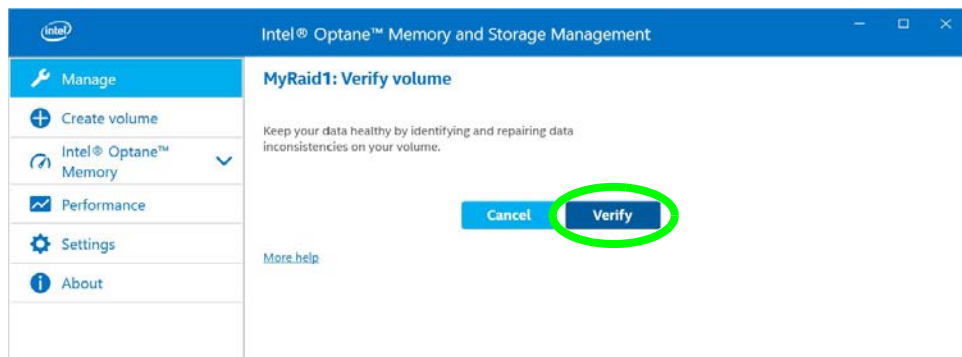 intel
Intel® Optane™ Memory and Storage Management
Manage
Create volume
Intel® Optane™
Memory
Performance
Settings
About
MyRaid1: Verify volume
Keep your data healthy by identifying and repairing data
inconsistencies on your volume.
Cancel Verify
More help